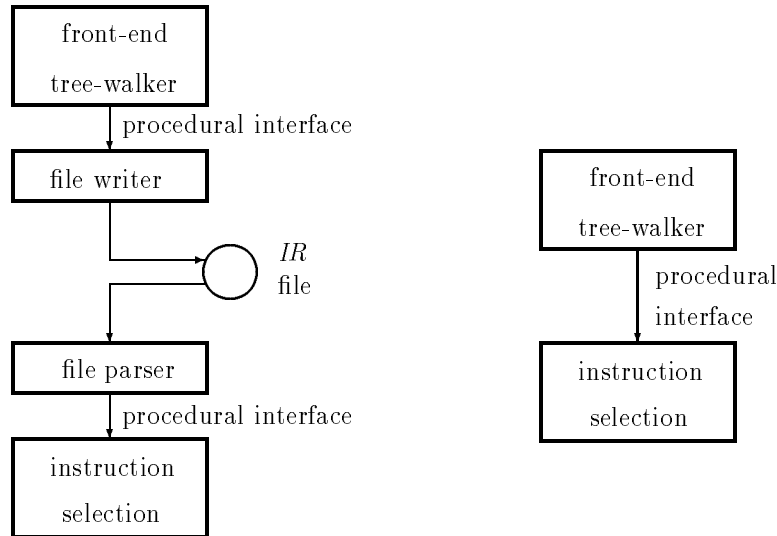 front-end
tree-walker
procedural interface
file writer
IR
file
file parser
procedural interface
instruction
selection
front-end
tree-walker
procedural
interface
instruction
selection